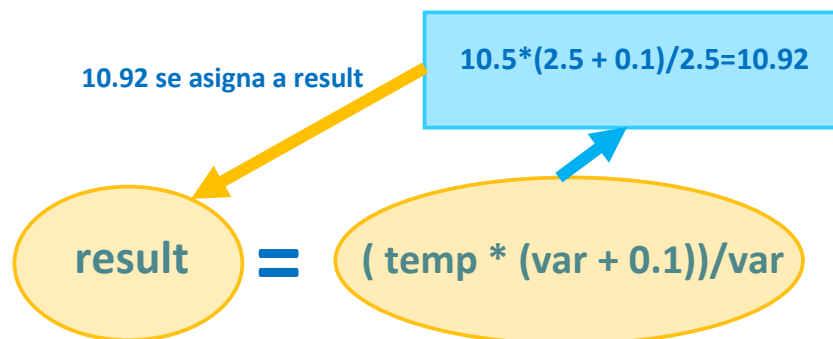 10.5*(2.5 + 0.1)/2.5=10.92
10.92 se asigna a result
result = ( temp * (var + 0.1))/var